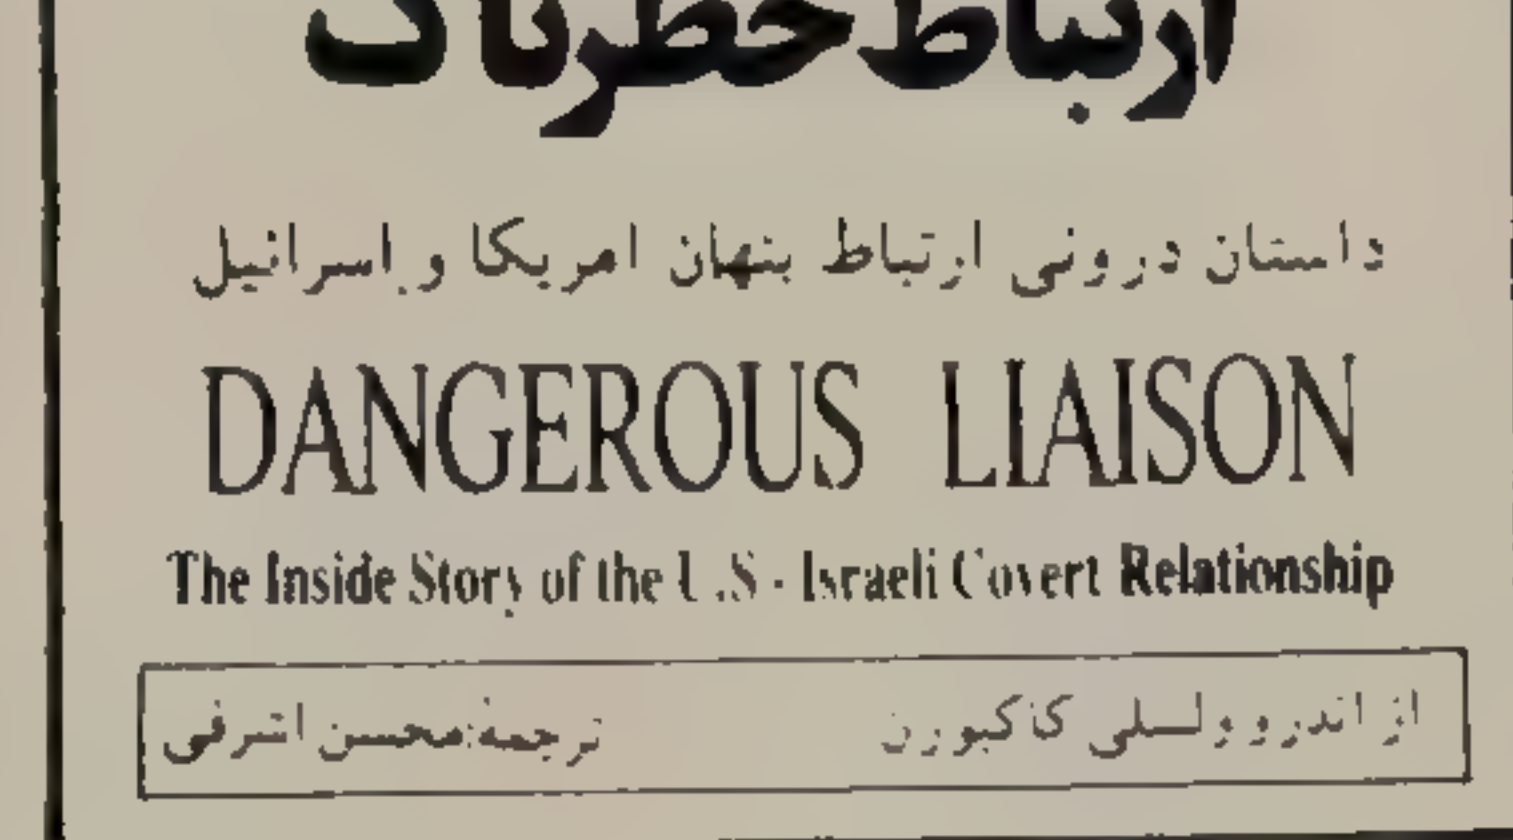 ارتباط خطرناک
داستان درونی ارتباط پنهان امریکا و اسرائیل
DANGEROUS LIAISON
The Inside Story of the U.S - Israeli Covert Relationship
از اندرو و لسلی کاکبورن
ترجمهٔ: محسن اشرفی